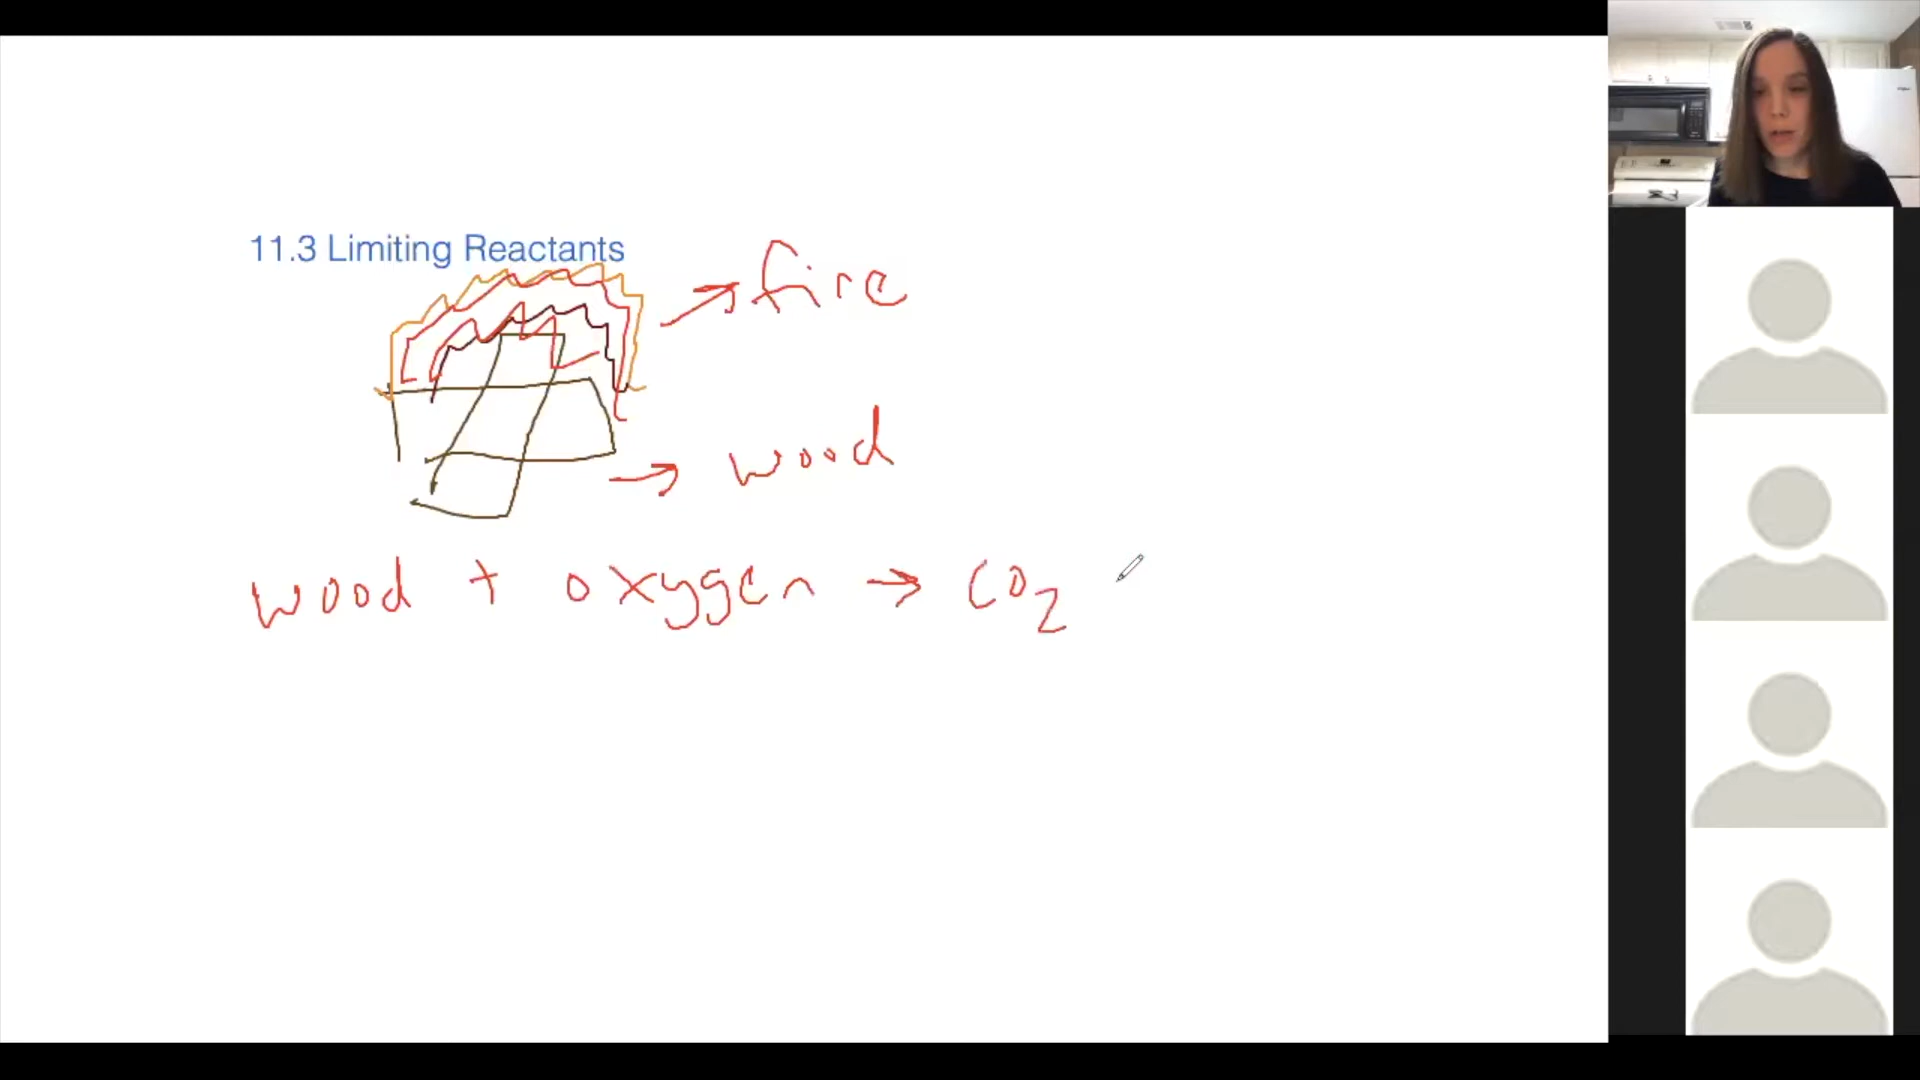 11.3 Limiting Reactants
fire
wood
wood + oxygen → CO2